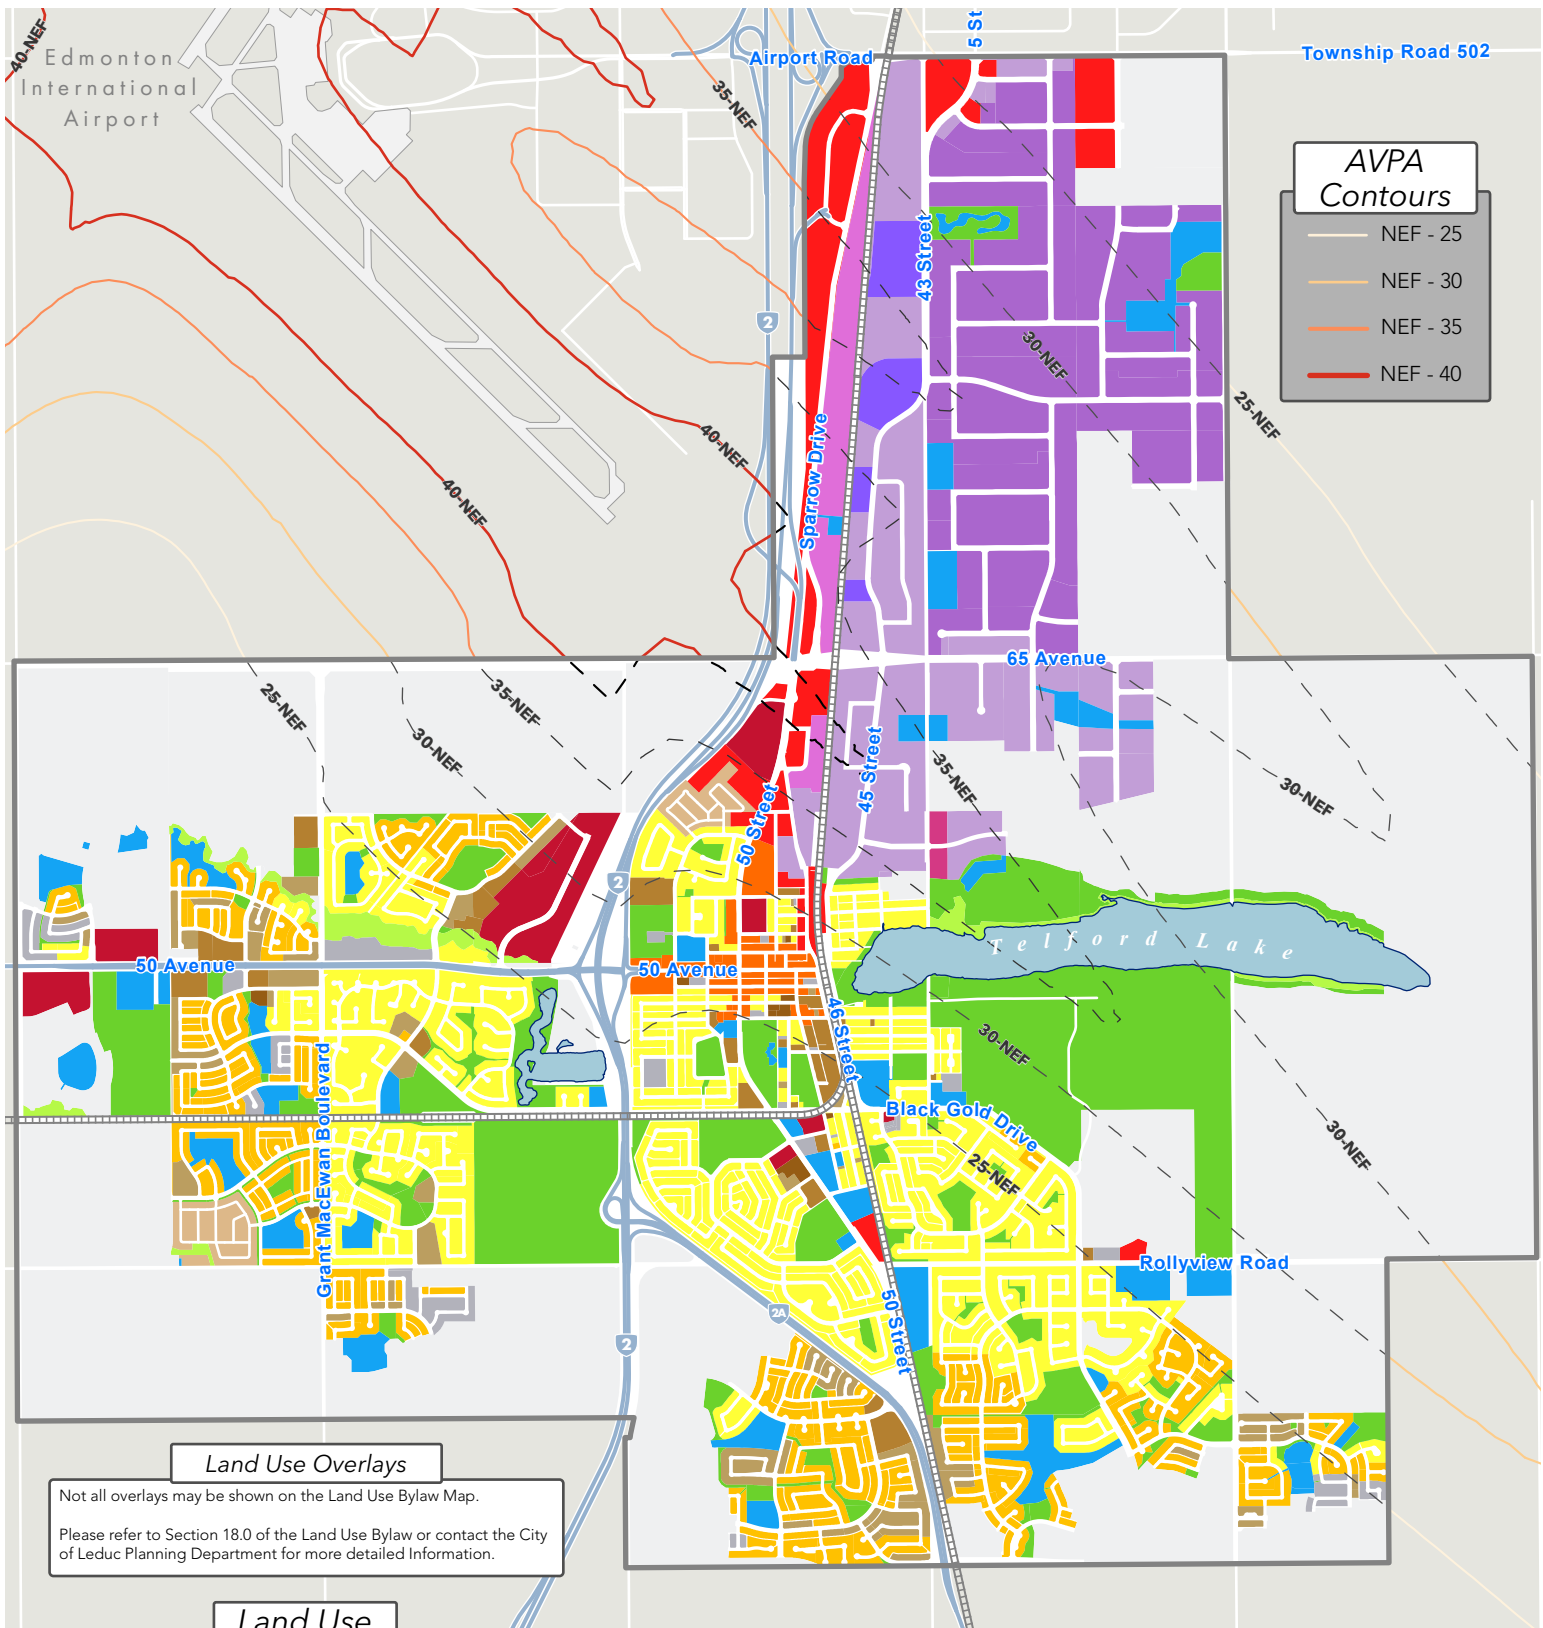 40-NEF
Edmonton
International
Airport
Airport Road
5 St
Township Road 502
35-NEF
AVPA
Contours
NEF - 25
NEF - 30
NEF - 35
NEF - 40
43 Street
2
30-NEF
25-NEF
40-NEF
Sparrow Drive
40-NEF
65 Avenue
25-NEF
35-NEF
30-NEF
45 Street
35-NEF
30-NEF
50 Street
2
Telford Lake
50 Avenue
50 Avenue
46 Street
30-NEF
Grant MacEwan Boulevard
Black Gold Drive
25-NEF
30-NEF
Rollyview Road
50 Street
2A
2
Land Use Overlays
Not all overlays may be shown on the Land Use Bylaw Map.
Please refer to Section 18.0 of the Land Use Bylaw or contact the City
of Leduc Planning Department for more detailed Information.
Land Use